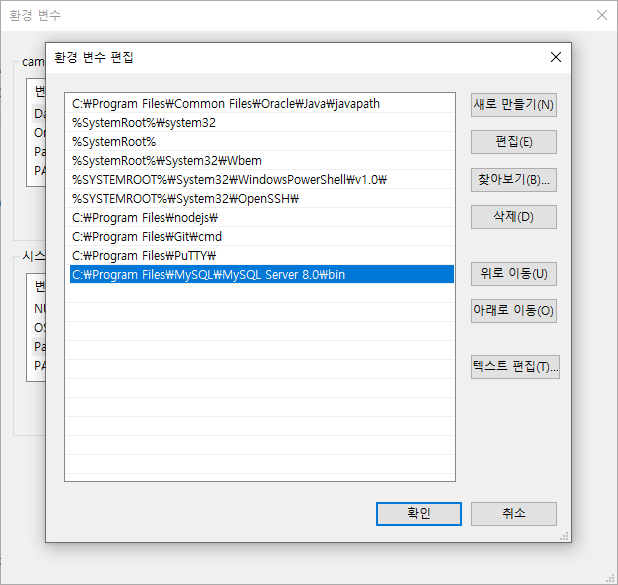 환경 변수
환경 변수 편집
cam
변
Da
On
Pa
PA
C:₩Program Files₩Common Files₩Oracle₩Java₩javapath
%SystemRoot%₩system32
%SystemRoot%
%SystemRoot%₩System32₩Wbem
%SYSTEMROOT%₩System32₩WindowsPowerShell₩v1.0₩
%SYSTEMROOT%₩System32₩OpenSSH₩
C:₩Program Files₩nodejs₩
C:₩Program Files₩Git₩cmd
C:₩Program Files₩PuTTY₩
C:₩Program Files₩MySQL₩MySQL Server 8.0₩bin
새로 만들기(N)
편집(E)
찾아보기(B)...
삭제(D)
위로 이동(U)
아래로 이동(O)
텍스트 편집(T)...
시스
변
NU
OS
Pa
PA
확인
취소